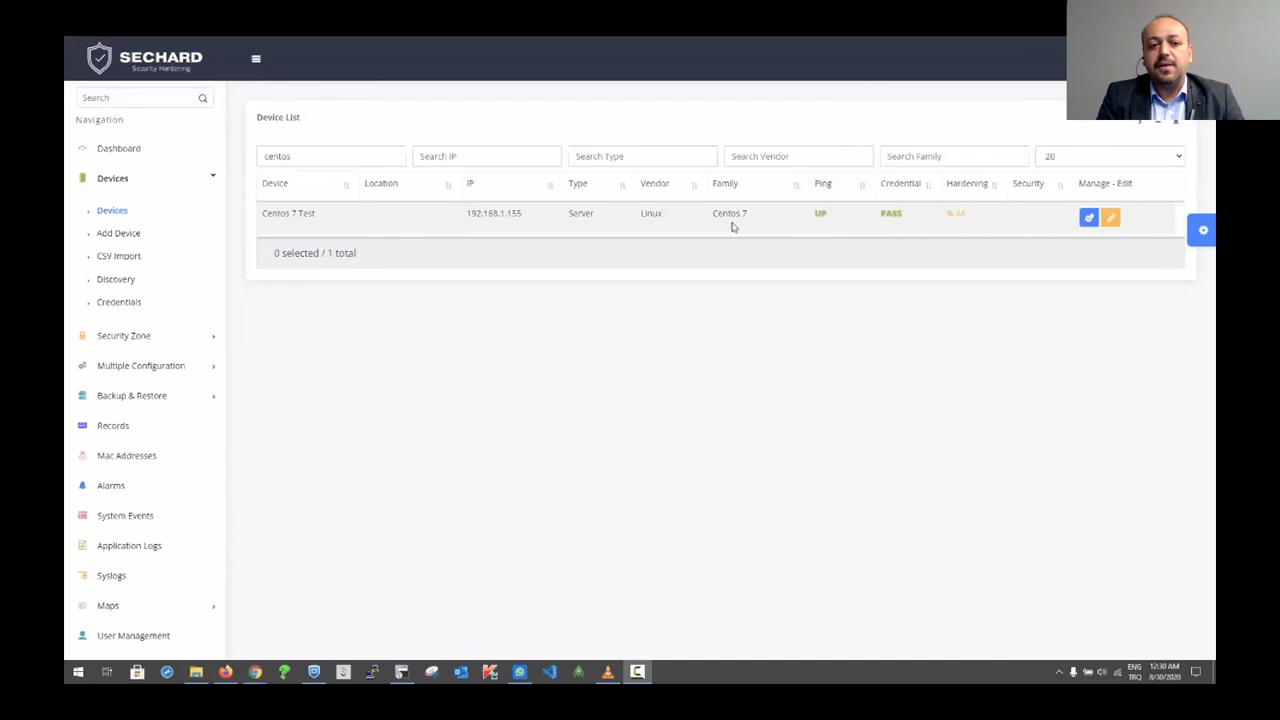 SECHARD
Security Hardening
Search
Navigation
Dashboard
Devices
Devices
Add Device
CSV Import
Discovery
Credentials
Security Zone
Multiple Configuration
Backup & Restore
Records
Mac Addresses
Alarms
System Events
Application Logs
Syslogs
Maps
User Management
Device List
centos Search IP Search Type Search Vendor Search Family 20
Device Location IP Type Vendor Family Ping Credential Hardening Security Manage - Edit
Centos 7 Test 192.168.1.155 Server Linux Centos 7 UP PASS % 44
0 selected / 1 total
ENG
TRQ
12:30 AM
8/30/2020